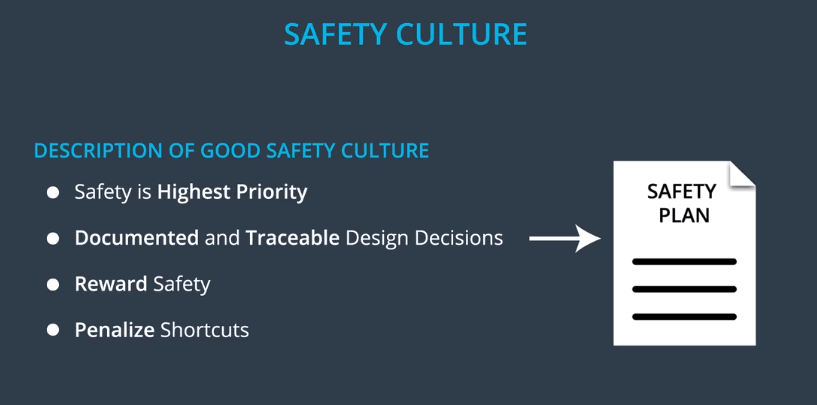 SAFETY CULTURE
DESCRIPTION OF GOOD SAFETY CULTURE
Safety is Highest Priority
Documented and Traceable Design Decisions
Reward Safety
Penalize Shortcuts
SAFETY
PLAN